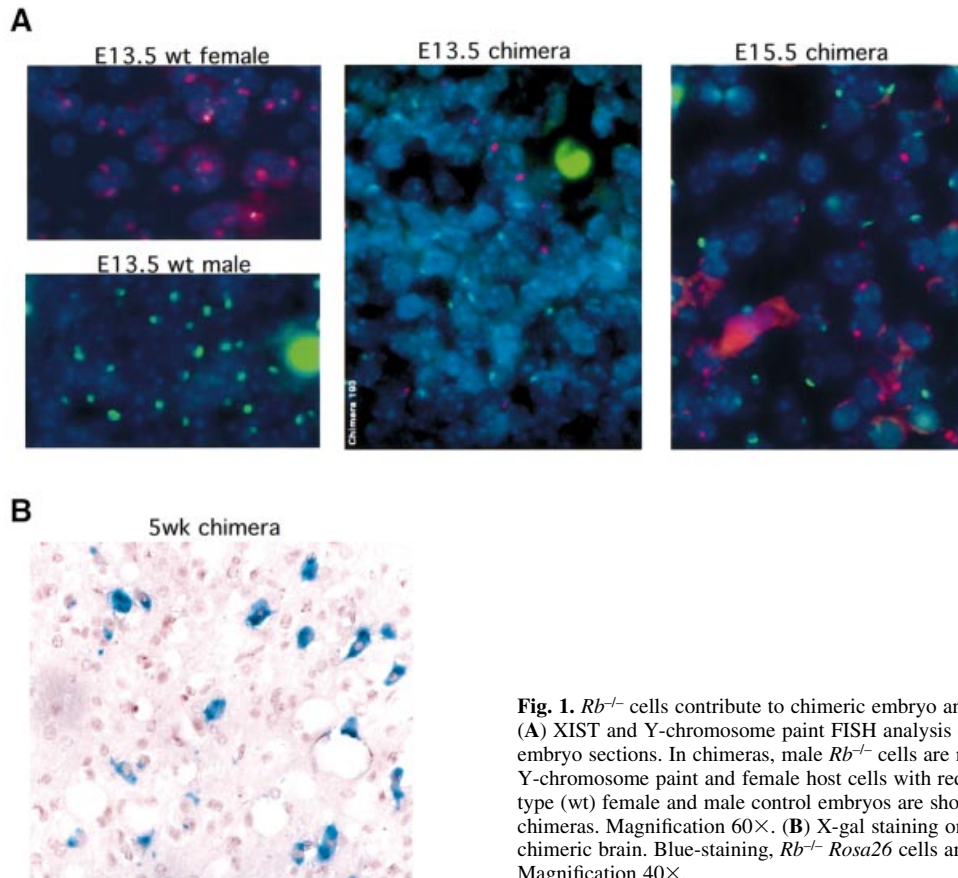 A
E13.5 wt female
E13.5 chimera
E15.5 chimera
E13.5 wt male
Chimera 193
B
5wk chimera
Fig. 1. Rb–/– cells contribute to chimeric embryo an
(A) XIST and Y-chromosome paint FISH analysis
embryo sections. In chimeras, male Rb–/– cells are
Y-chromosome paint and female host cells with red
type (wt) female and male control embryos are sho
chimeras. Magnification 60×. (B) X-gal staining
chimeric brain. Blue-staining, Rb–/– Rosa26 cells
Magnification 40×